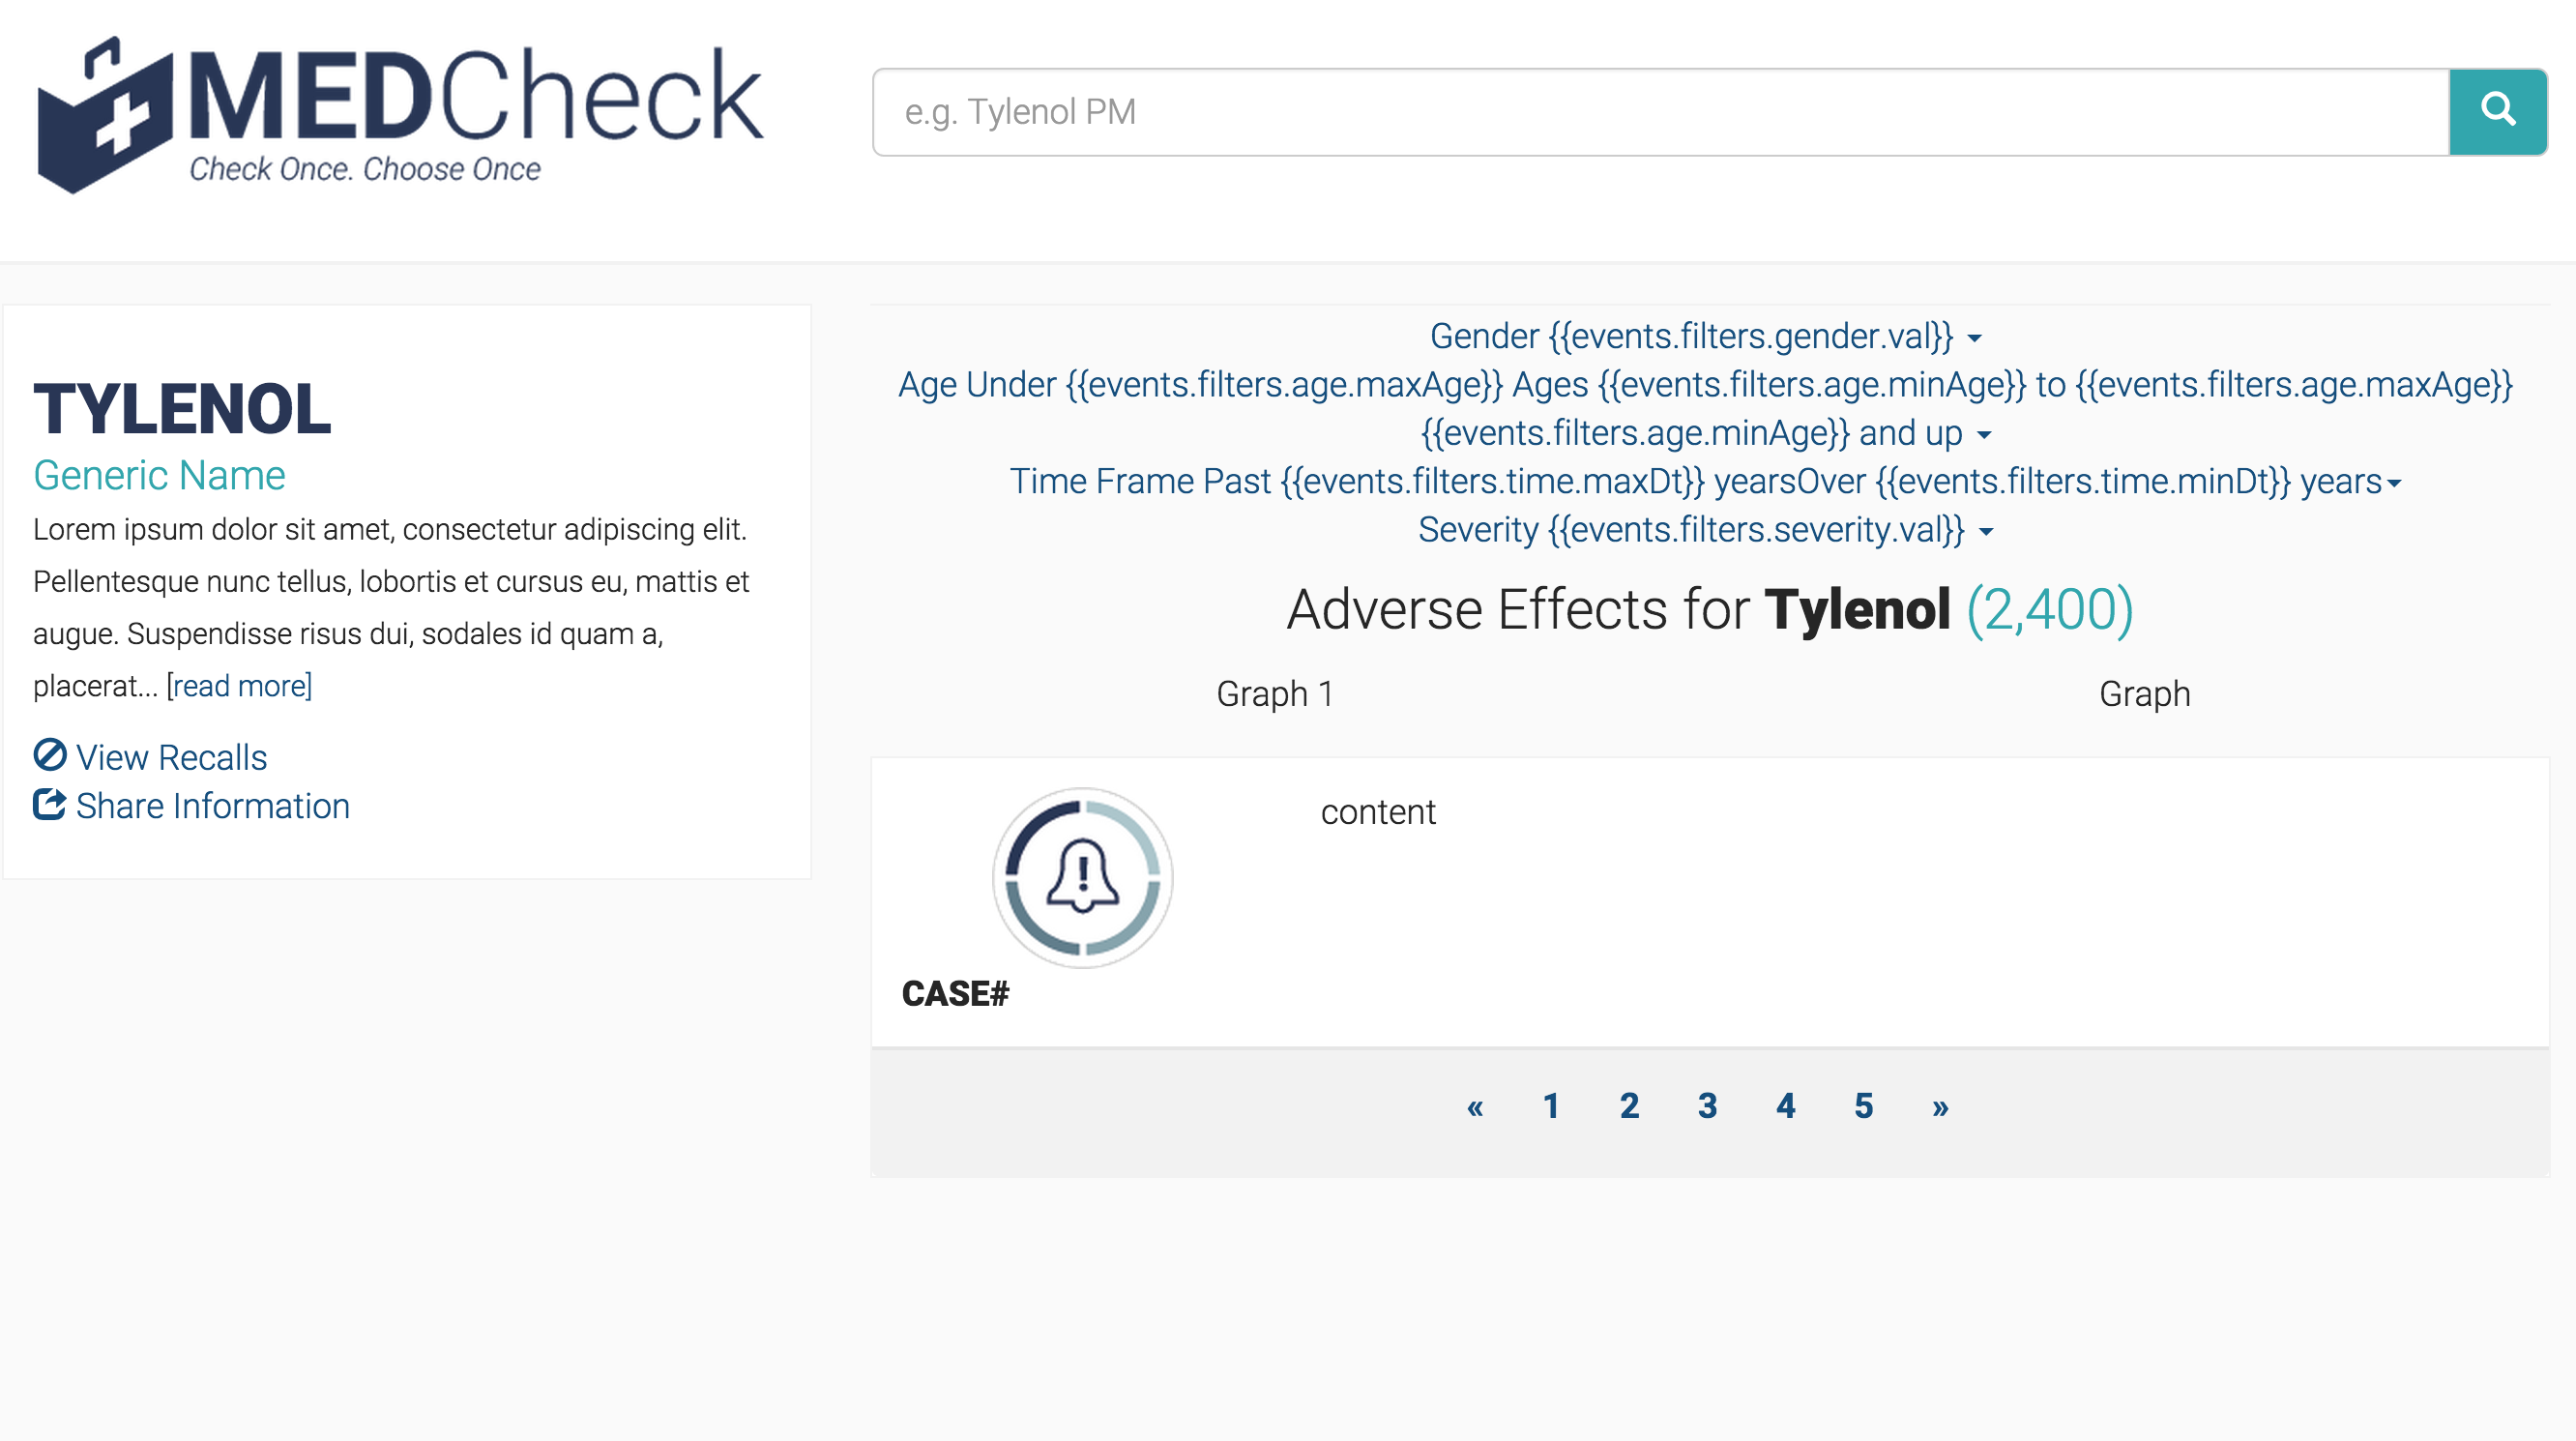 MEDCheck
Check Once. Choose Once
e.g. Tylenol PM
TYLENOL
Generic Name
Lorem ipsum dolor sit amet, consectetur adipiscing elit.
Pellentesque nunc tellus, lobortis et cursus eu, mattis et
augue. Suspendisse risus dui, sodales id quam a,
placerat... [read more]
View Recalls
Share Information
Gender {{events.filters.gender.val}}
Age Under {{events.filters.age.maxAge}} Ages {{events.filters.age.minAge}} to {{events.filters.age.maxAge}}
{{events.filters.age.minAge}} and up
Time Frame Past {{events.filters.time.maxDt}} yearsOver {{events.filters.time.minDt}} years
Severity {{events.filters.severity.val}}
Adverse Effects for Tylenol (2,400)
Graph 1 Graph
content
CASE#
« 1 2 3 4 5 »